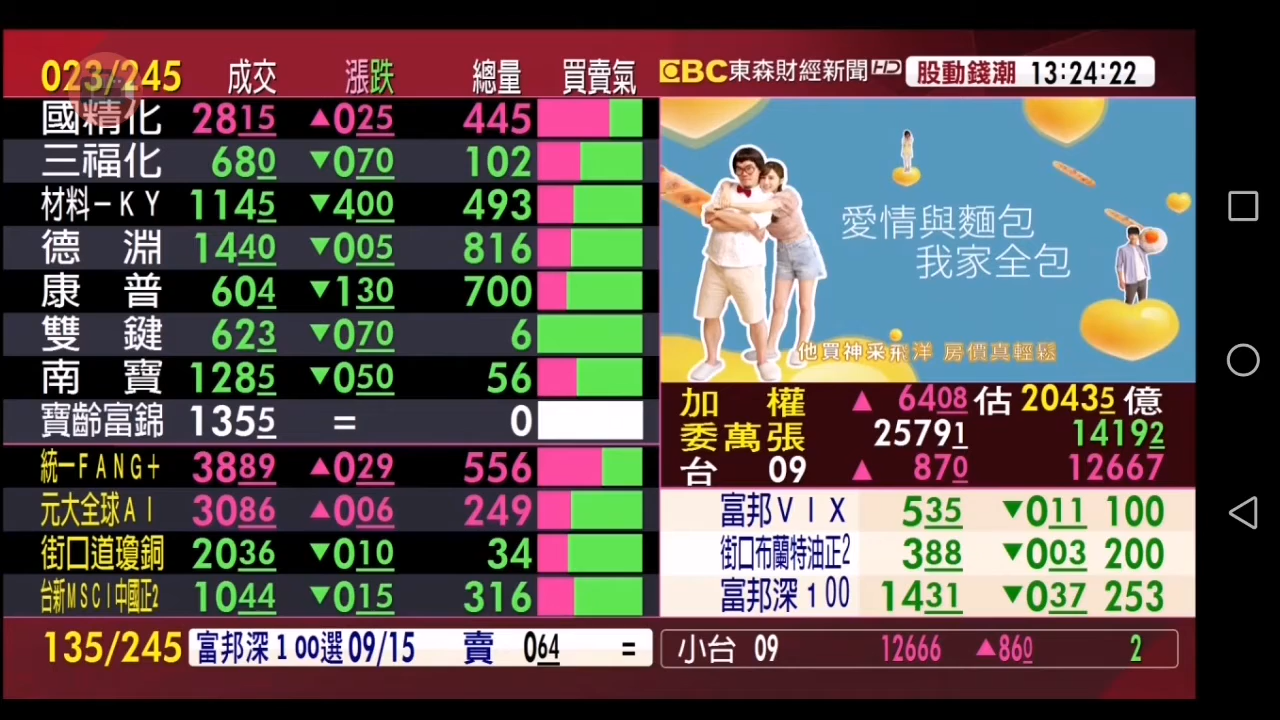 023/245 成交 漲跌 總量 買賣氣
國精化 2815 ▲025 445
三福化 680 ▼070 102
材料-KY 1145 ▼400 493
德淵 1440 ▼005 816
康普 604 ▼130 700
雙鍵 623 ▼070 6
南寶 1285 ▼050 56
寶齡富錦 1355 = 0
統一FANG+ 3889 ▲029 556
元大全球AI 3086 ▲006 249
街口道瓊銅 2036 ▼010 34
台新MSCI中國正2 1044 ▼015 316
135/245 富邦深100選09/15 賣 064 =
EBC東森財經新聞HD 股動錢潮 13:24:22
愛情與麵包
我家全包
他買神采飛洋 房價真輕鬆
加權 ▲ 6408 估 20435 億
委萬張 25791 14192
台 09 ▲ 870 12667
富邦VIX 535 ▼011 100
街口布蘭特油正2 388 ▼003 200
富邦深100 1431 ▼037 253
小台 09 12666 ▲860 2